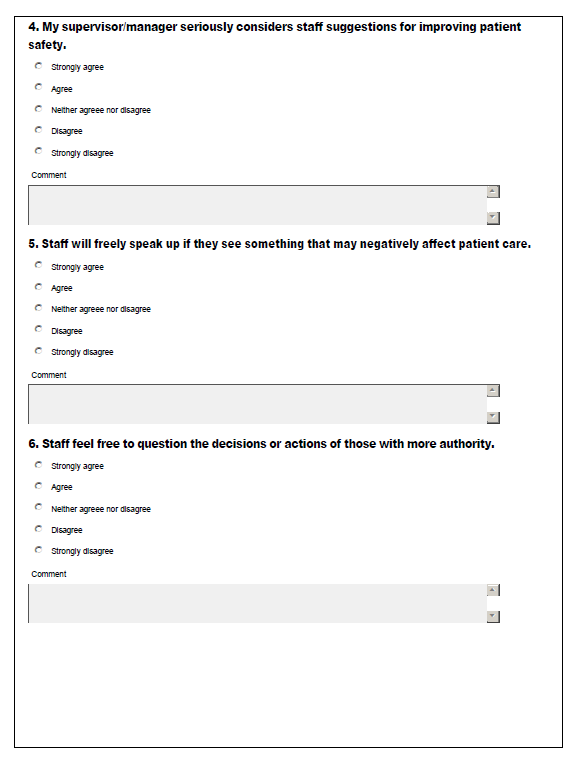 4. My supervisor/manager seriously considers staff suggestions for improving patient
safety.
Strongly agree
Agree
Neither agreee nor disagree
Disagree
Strongly disagree
Comment
5. Staff will freely speak up if they see something that may negatively affect patient care.
Strongly agree
Agree
Neither agreee nor disagree
Disagree
Strongly disagree
Comment
6. Staff feel free to question the decisions or actions of those with more authority.
Strongly agree
Agree
Neither agreee nor disagree
Disagree
Strongly disagree
Comment